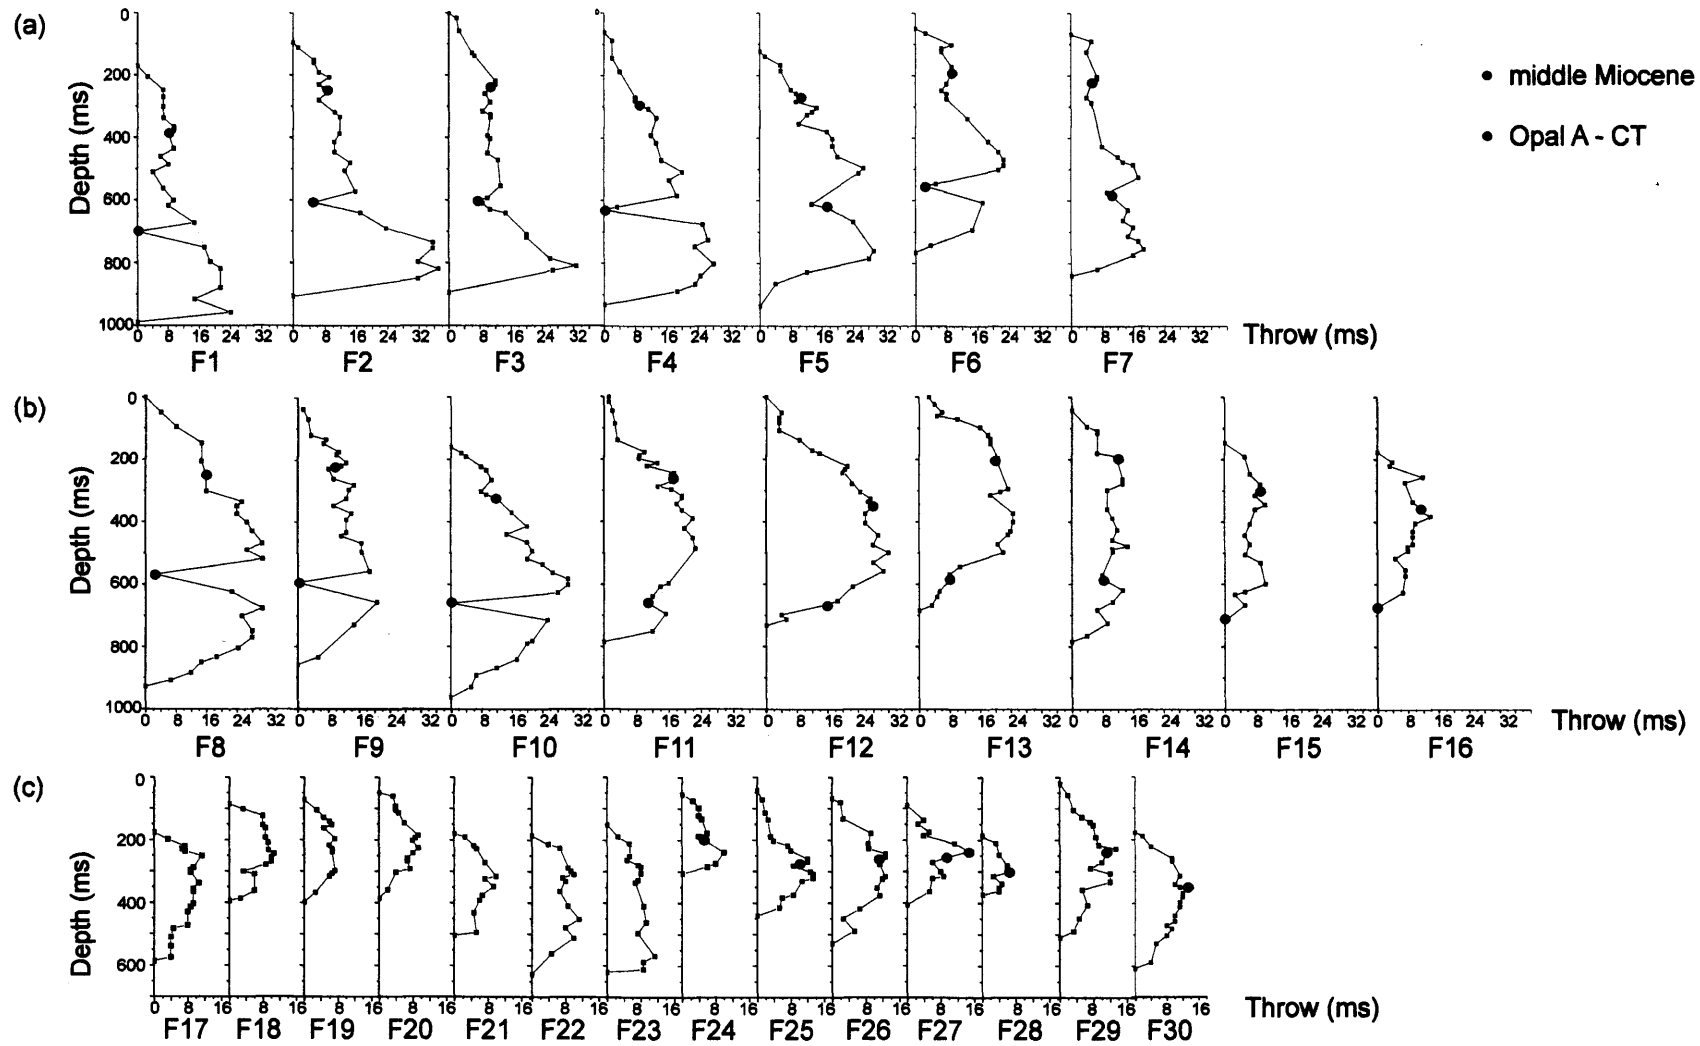 (a)
0
200
400
600
800
1000
Depth (ms)
0 8 16 24 32 0 8 16 24 32 0 8 16 24 32 0 8 16 24 32 0 8 16 24 32 0 8 16 24 32 0 8 16 24 32
Throw (ms)
F1 F2 F3 F4 F5 F6 F7
middle Miocene
Opal A - CT
(b)
0
200
400
600
800
1000
Depth (ms)
0 8 16 24 32 0 8 16 24 32 0 8 16 24 32 0 8 16 24 32 0 8 16 24 32 0 8 16 24 32 0 8 16 24 32 0 8 16 24 32 0 8 16 24 32
Throw (ms)
F8 F9 F10 F11 F12 F13 F14 F15 F16
(c)
0
200
400
600
Depth (ms)
0 8 16 8 16 8 16 8 16 8 16 8 16 8 16 8 16 8 16 8 16 8 16 8 16 8 16 8 16
Throw (ms)
F17 F18 F19 F20 F21 F22 F23 F24 F25 F26 F27 F28 F29 F30